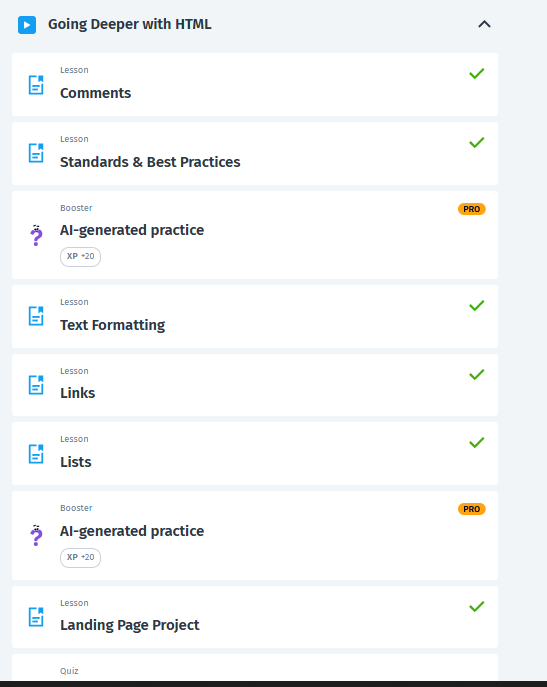 Going Deeper with HTML
Lesson
Comments
Lesson
Standards & Best Practices
Booster
PRO
AI-generated practice
XP +20
Lesson
Text Formatting
Lesson
Links
Lesson
Lists
Booster
PRO
AI-generated practice
XP +20
Lesson
Landing Page Project
Quiz